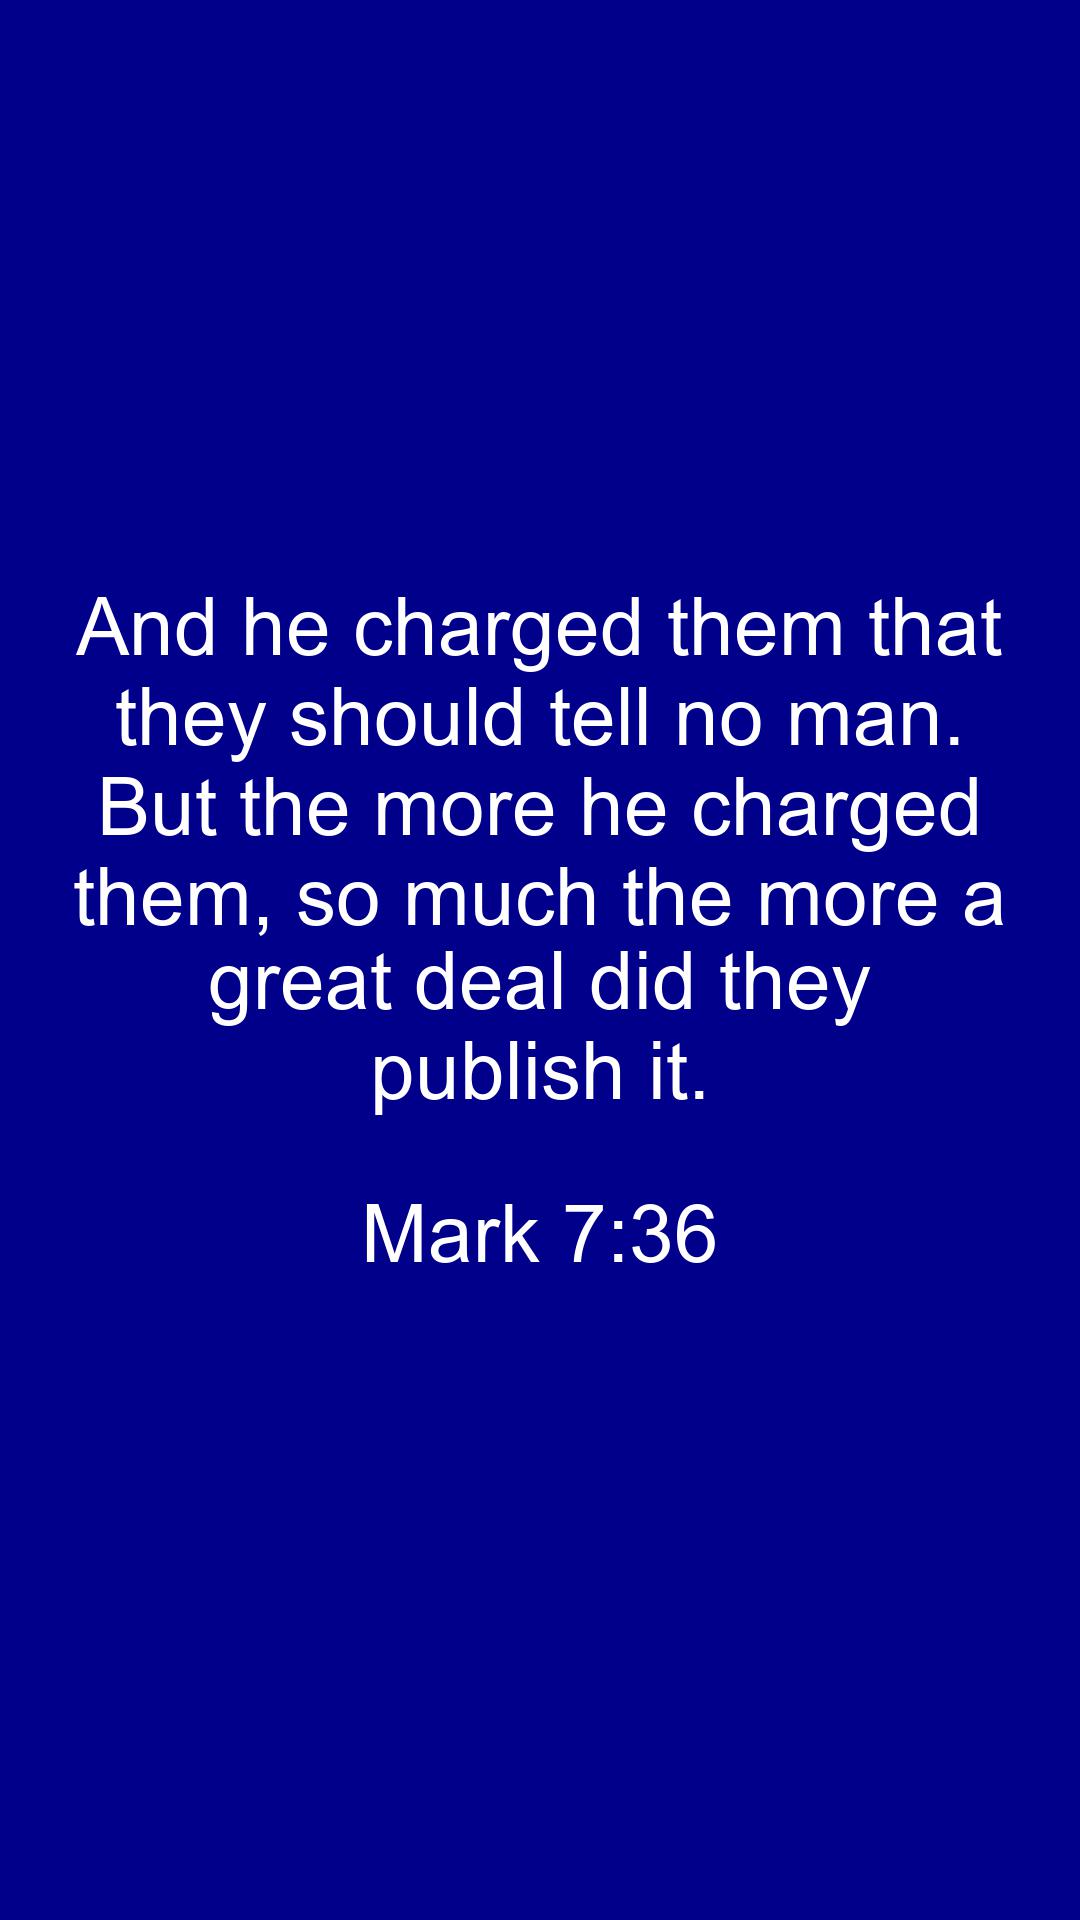 And he charged them that
they should tell no man.
But the more he charged
them, so much the more a
great deal did they
publish it.
Mark 7:36